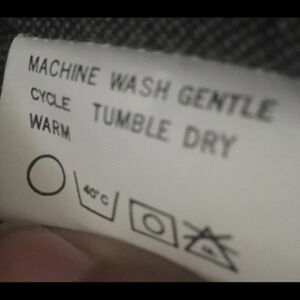 MACHINE WASH GENTLE
CYCLE TUMBLE DRY
WARM
40°C